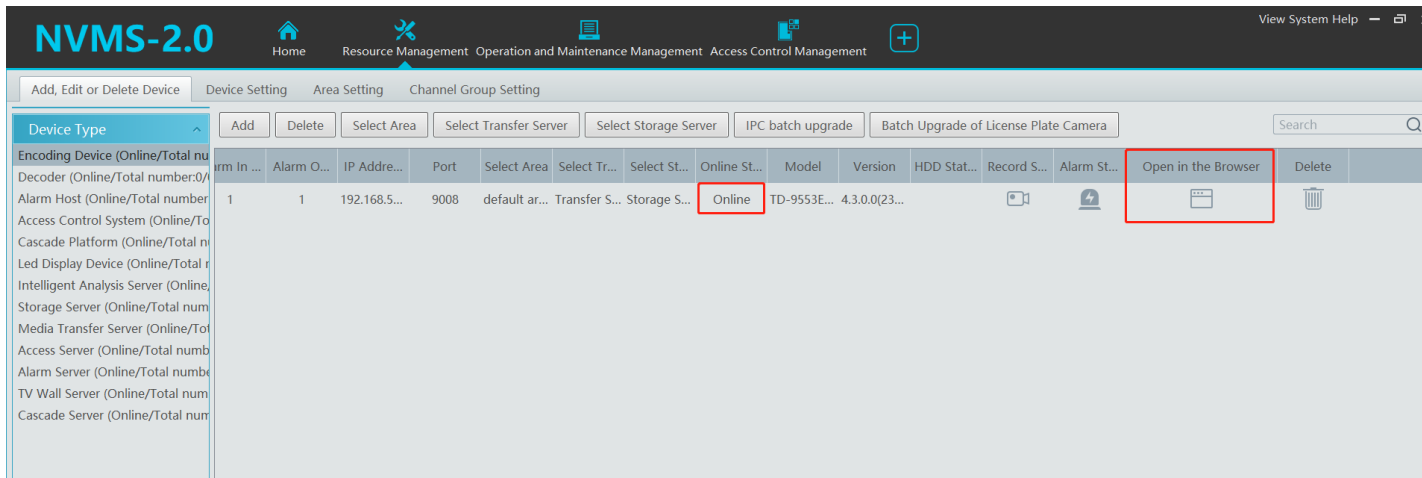 NVMS-2.0
Home
Resource Management
Operation and Maintenance Management
Access Control Management
View System Help
Add, Edit or Delete Device
Device Setting
Area Setting
Channel Group Setting
Device Type
Add
Delete
Select Area
Select Transfer Server
Select Storage Server
IPC batch upgrade
Batch Upgrade of License Plate Camera
Search
Encoding Device (Online/Total nu
Decoder (Online/Total number:0/
Alarm Host (Online/Total number
Access Control System (Online/To
Cascade Platform (Online/Total n
Led Display Device (Online/Total r
Intelligent Analysis Server (Online,
Storage Server (Online/Total num
Media Transfer Server (Online/Tot
Access Server (Online/Total numb
Alarm Server (Online/Total numbe
TV Wall Server (Online/Total num
Cascade Server (Online/Total num
arm In ... Alarm O... IP Addre... Port Select Area Select Tr... Select St... Online St... Model Version HDD Stat... Record S... Alarm St... Open in the Browser Delete
1 1 192.168.5... 9008 default ar... Transfer S... Storage S... Online TD-9553E... 4.3.0.0(23...